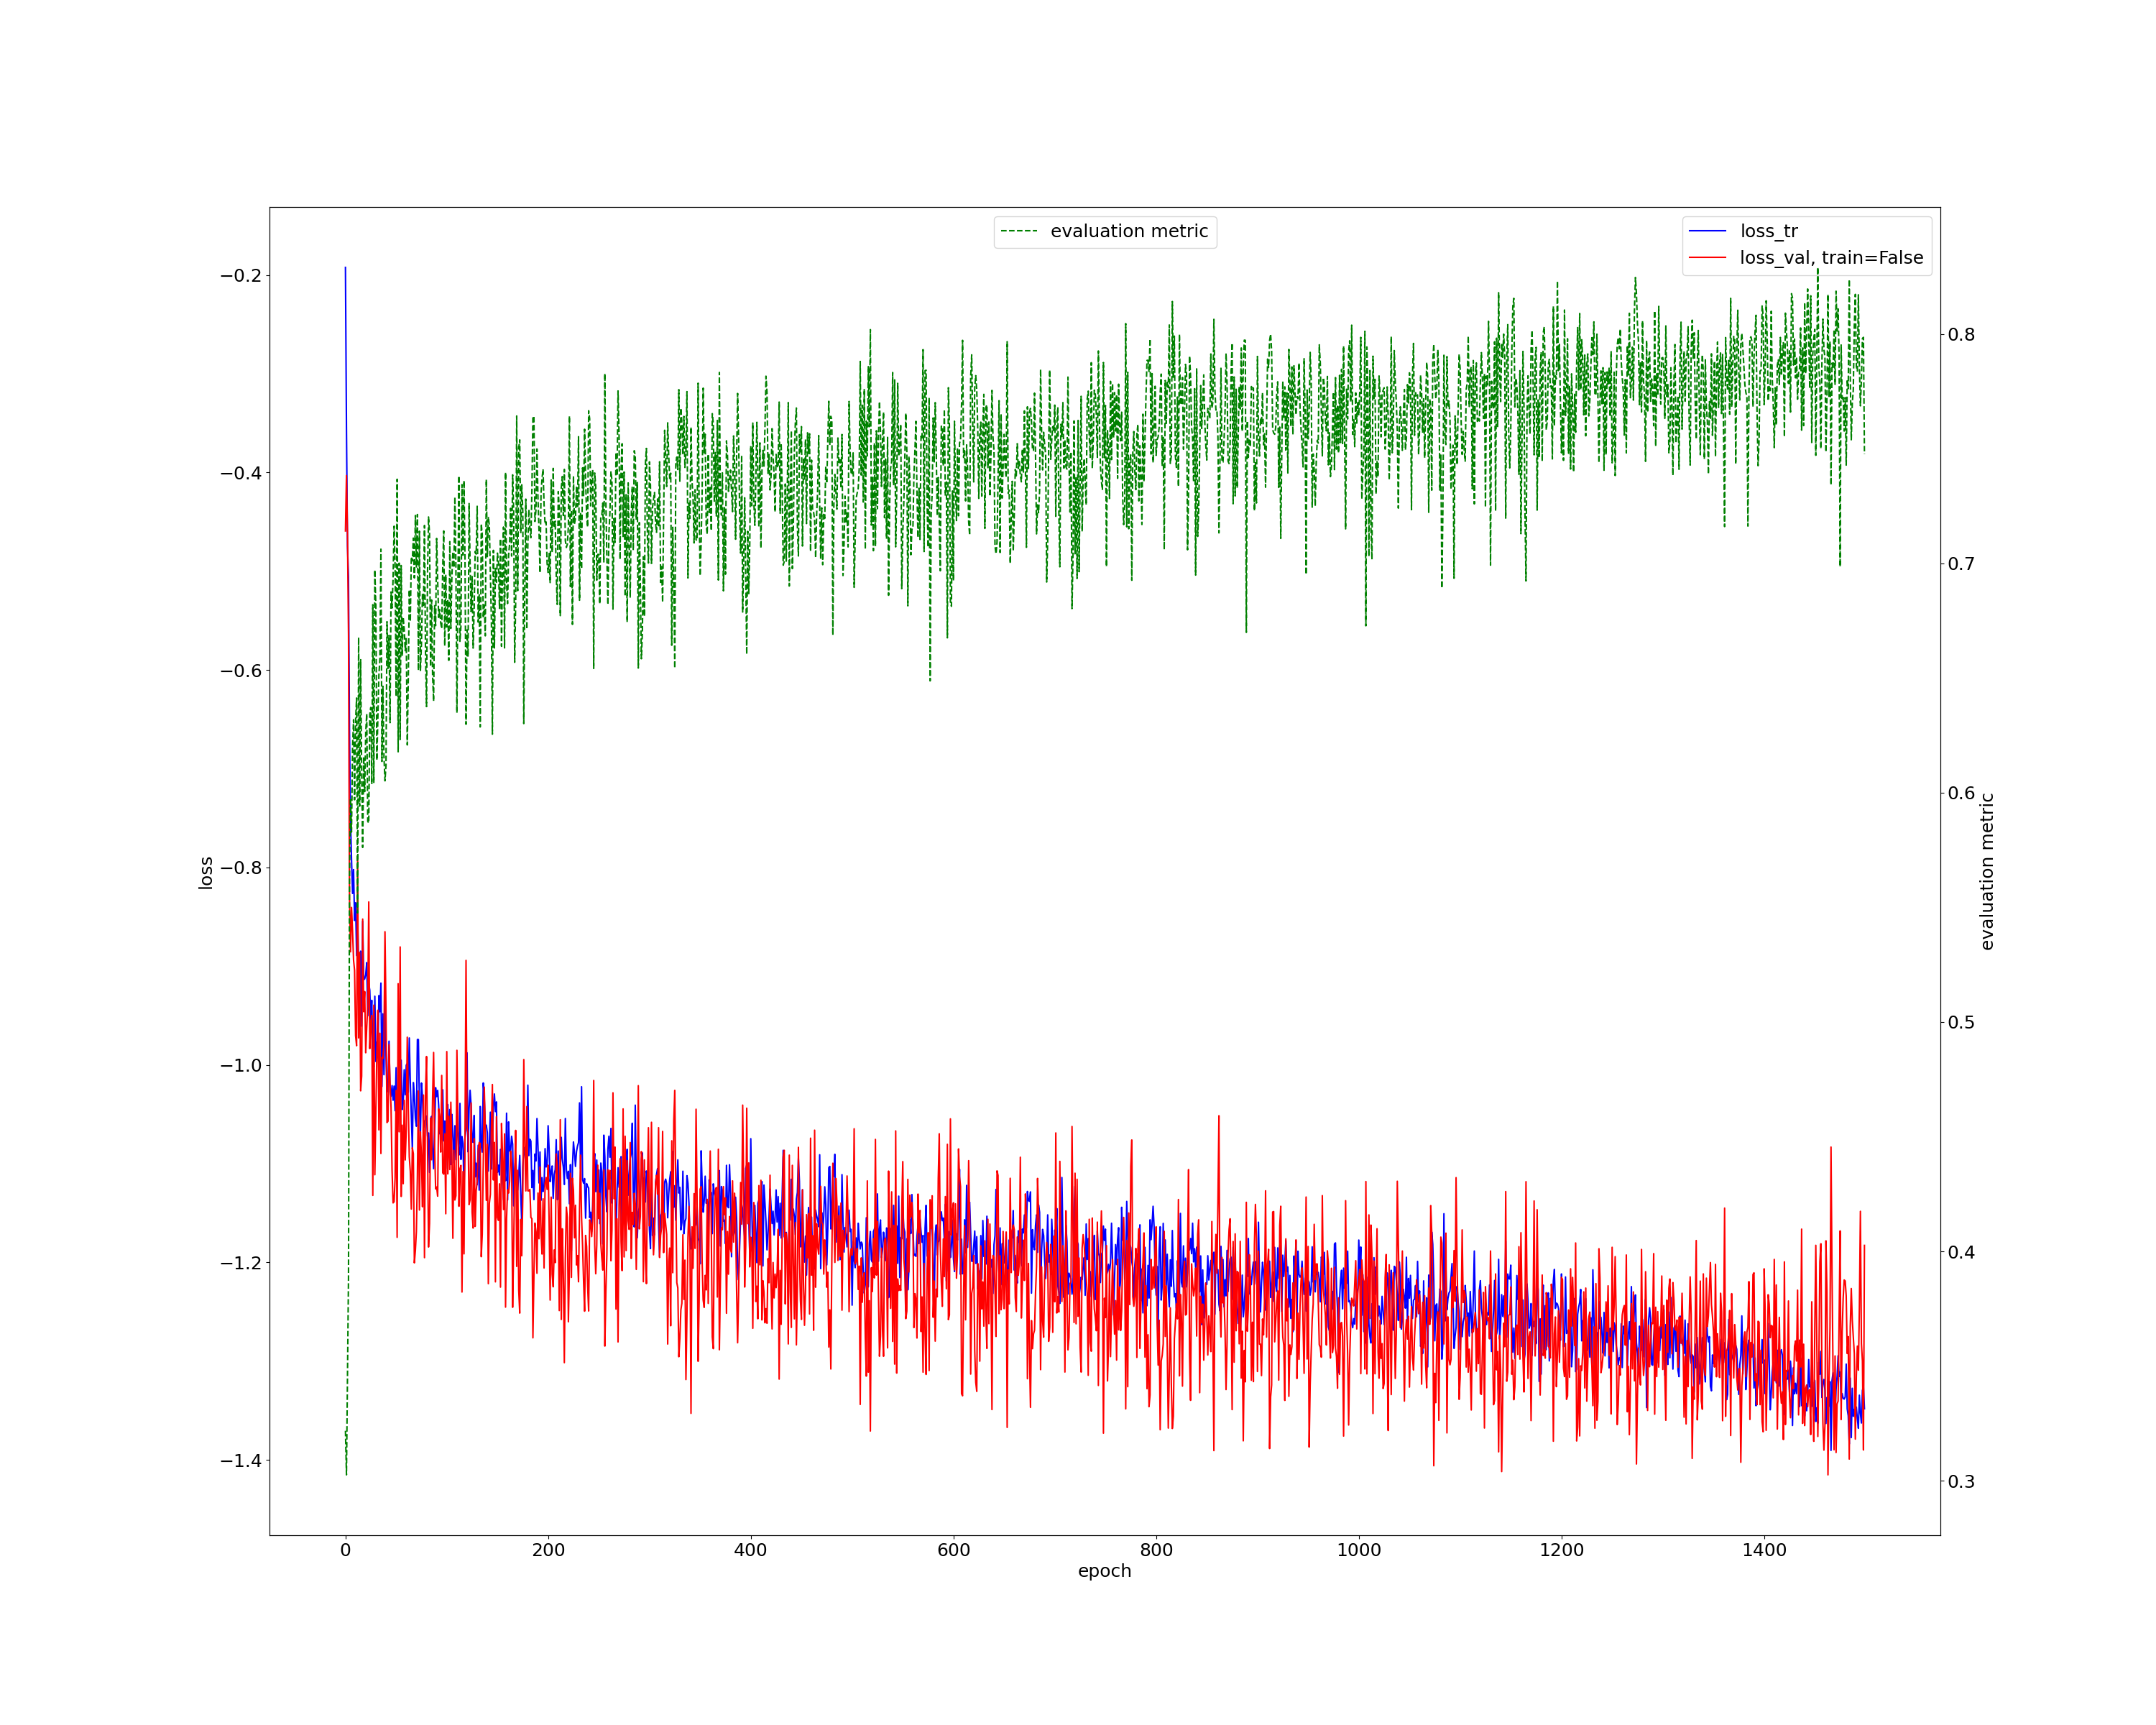 evaluation metric
loss_tr
loss_val, train=False
−0.2
−0.4
−0.6
−0.8
−1.0
−1.2
−1.4
loss
0.8
0.7
0.6
0.5
0.4
0.3
evaluation metric
0 200 400 600 800 1000 1200 1400
epoch